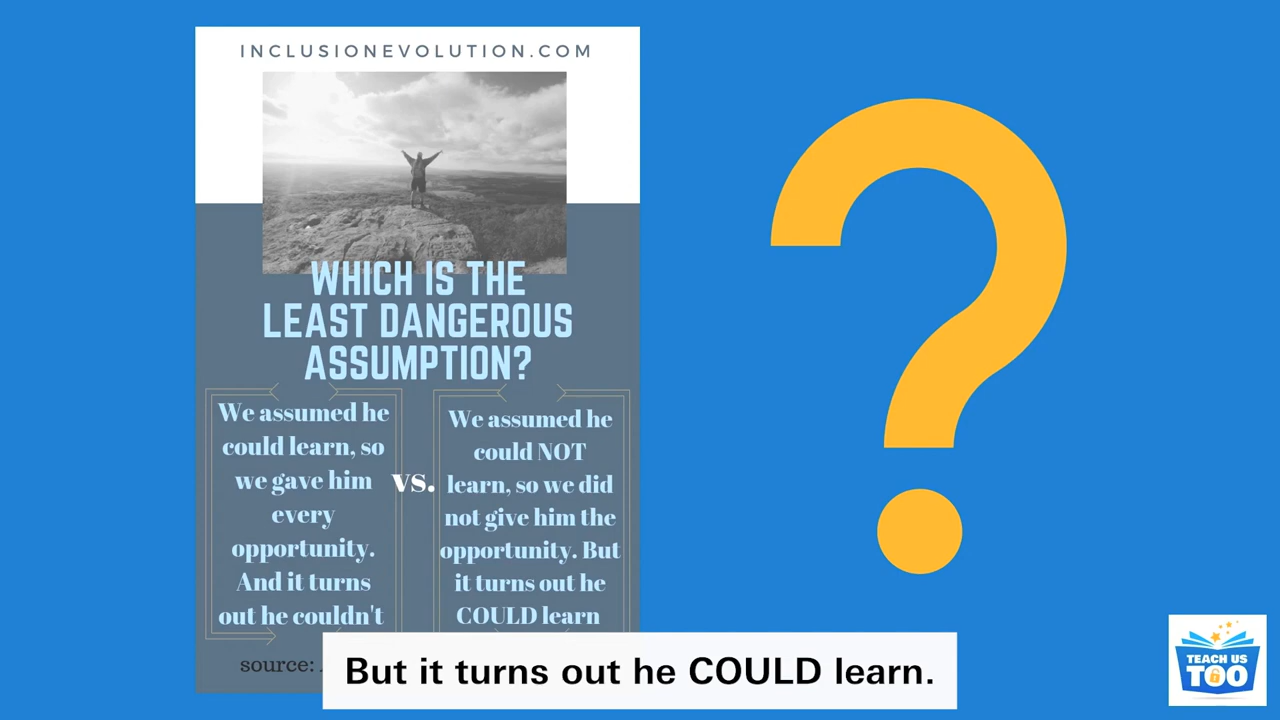 INCLUSIONEVOLUTION.COM
WHICH IS THE
LEAST DANGEROUS
ASSUMPTION?
We assumed he
could learn, so
we gave him
every
opportunity.
And it turns
out he couldn't
vs.
We assumed he
could NOT
learn, so we did
not give him the
opportunity. But
it turns out he
COULD learn
source:
But it turns out he COULD learn.
TEACH US
TOO